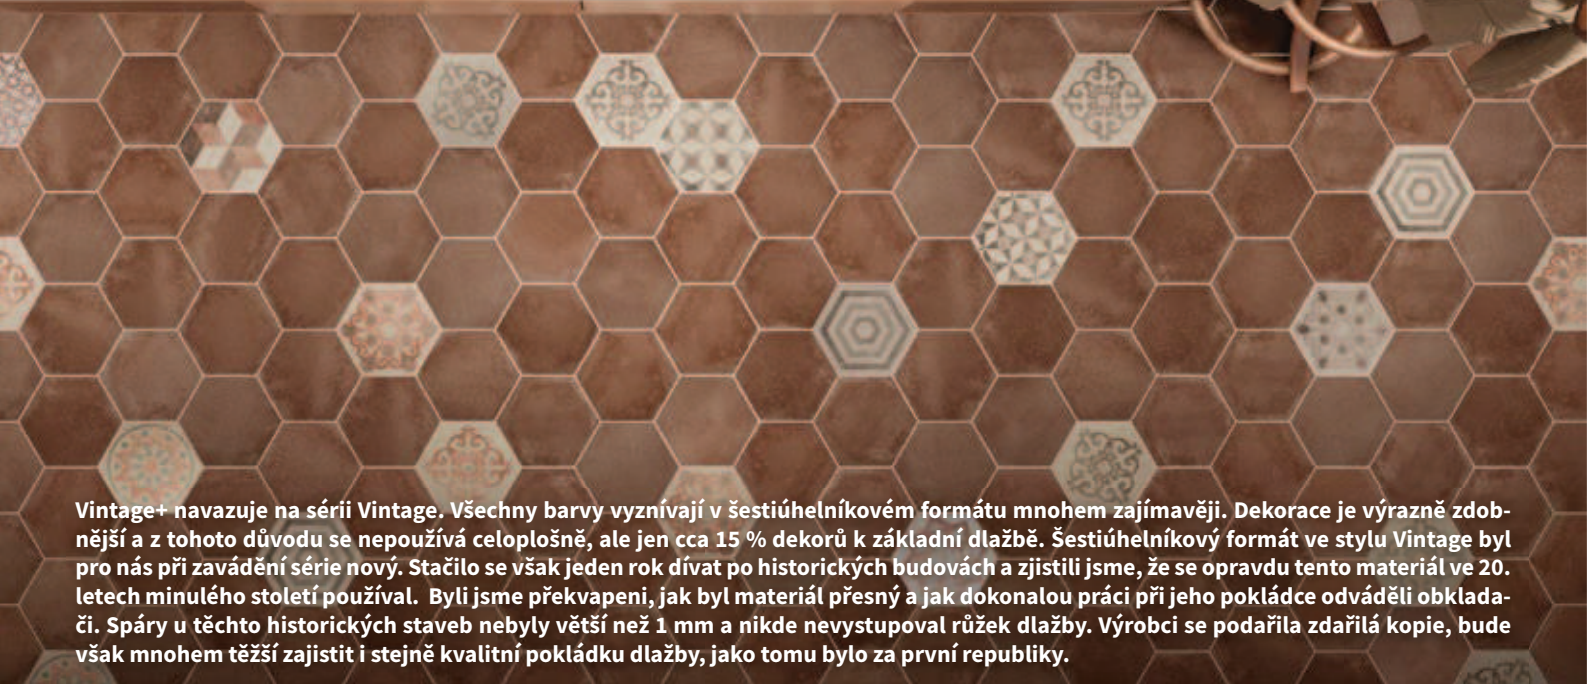 Vintage+ navazuje na sérii Vintage. Všechny barvy vyznívají v šestiúhelníkovém formátu mnohem zajímavěji. Dekorace je výrazně zdob-
nější a z tohoto důvodu se nepoužívá celoplošně, ale jen cca 15 % dekorů k základní dlažbě. Šestiúhelníkový formát ve stylu Vintage byl
pro nás při zavádění série nový. Stačilo se však jeden rok dívat po historických budovách a zjistili jsme, že se opravdu tento materiál ve 20.
letech minulého století používal.  Byli jsme překvapeni, jak byl materiál přesný a jak dokonalou práci při jeho pokládce odváděli obklada-
či. Spáry u těchto historických staveb nebyly větší než 1 mm a nikde nevystupoval růžek dlažby. Výrobci se podařila zdařilá kopie, bude
však mnohem těžší zajistit i stejně kvalitní pokládku dlažby, jako tomu bylo za první republiky.